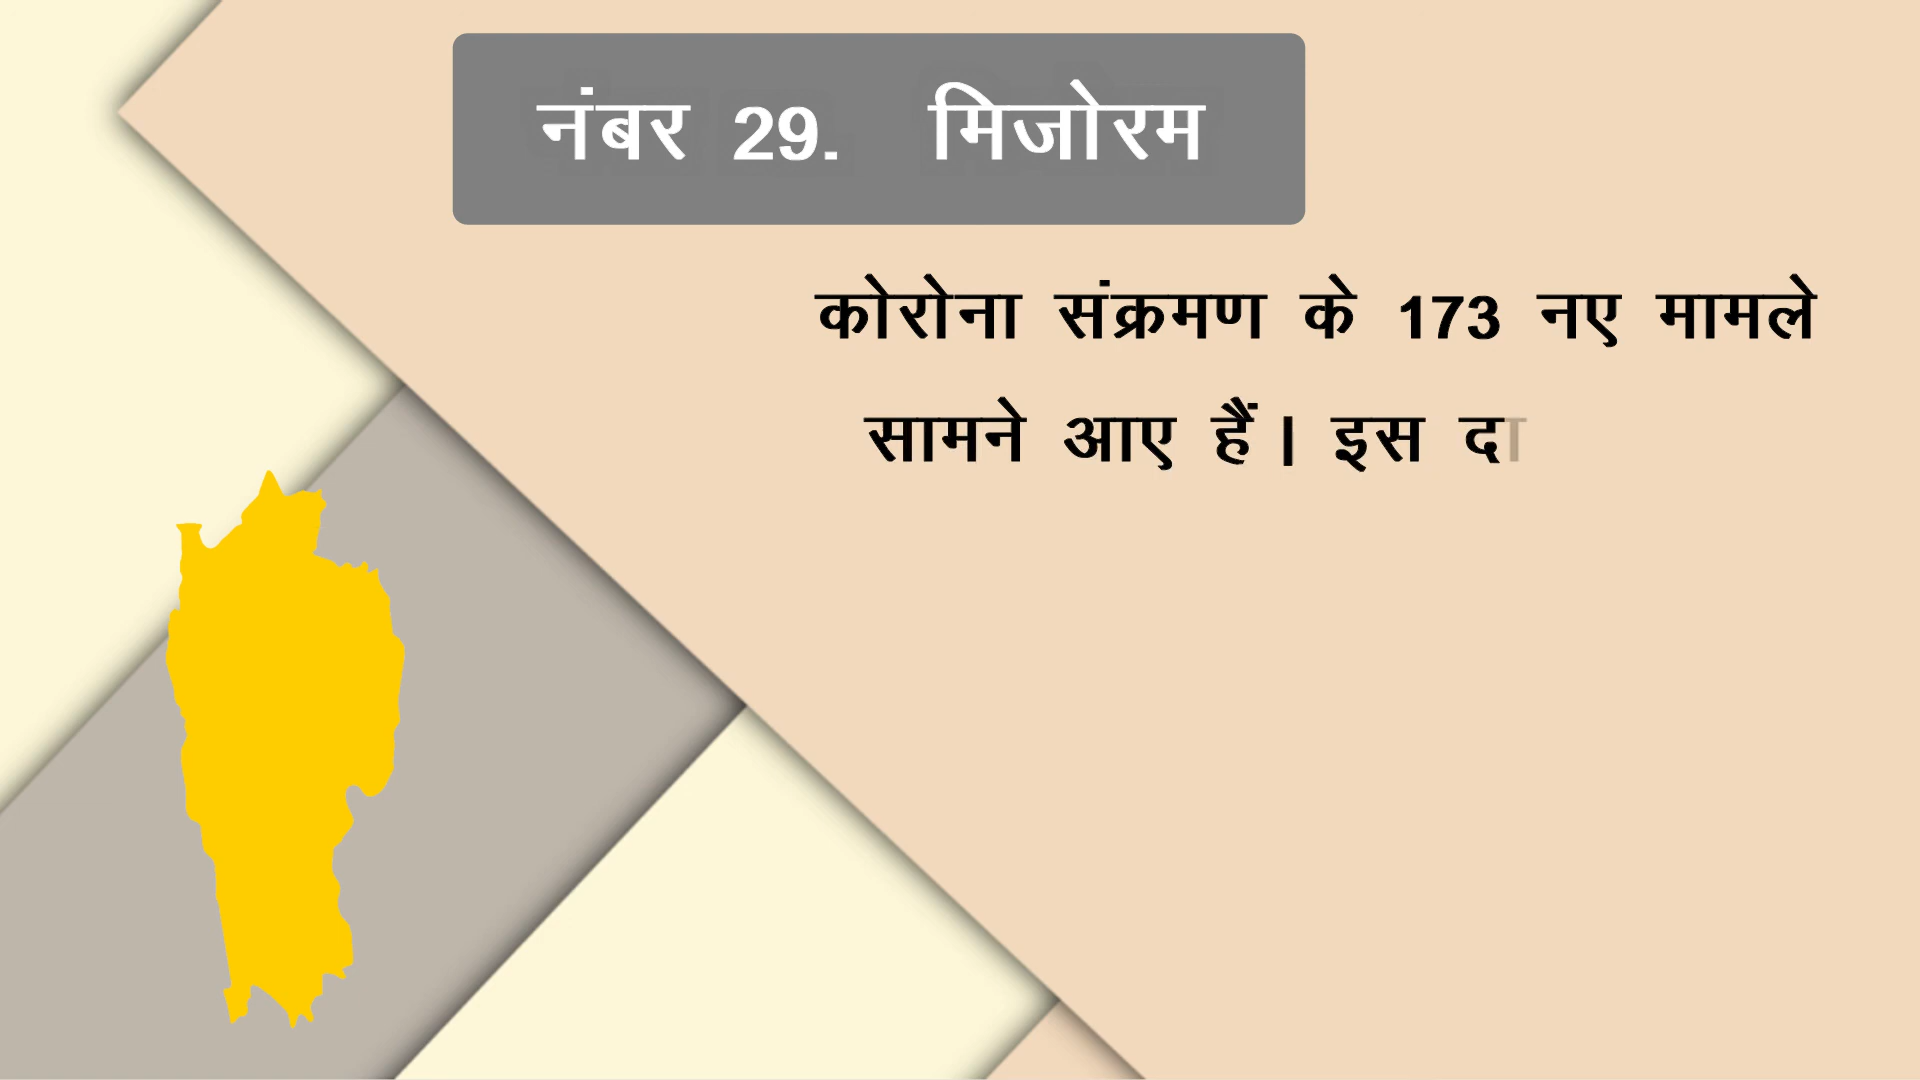 नंबर 29. मिजोरम
कोरोना संक्रमण के 173 नए मामले
सामने आए हैं। इस दा